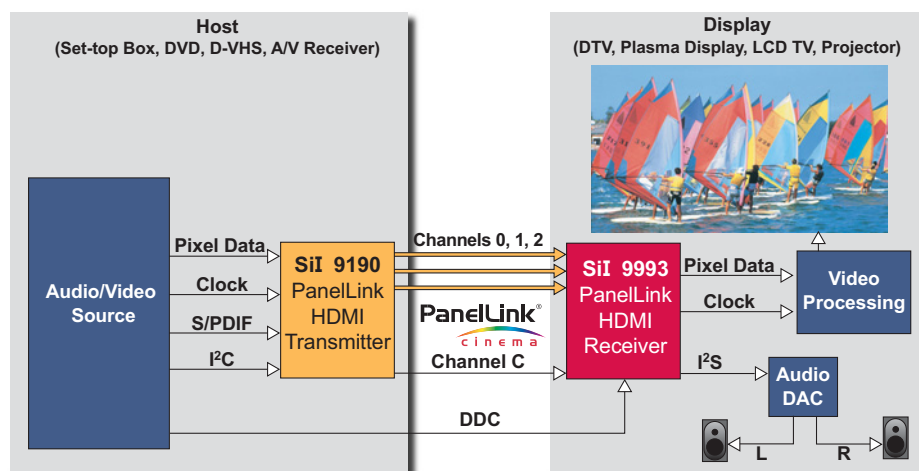 Host
(Set-top Box, DVD, D-VHS, A/V Receiver)
Display
(DTV, Plasma Display, LCD TV, Projector)
Audio/Video
Source
Pixel Data
Clock
S/PDIF
I²C
SiI 9190
PanelLink
HDMI
Transmitter
Channels 0, 1, 2
PanelLink®
cinema
Channel C
DDC
SiI 9993
PanelLink
HDMI
Receiver
Pixel Data
Clock
I²S
Video
Processing
Audio
DAC
L
R